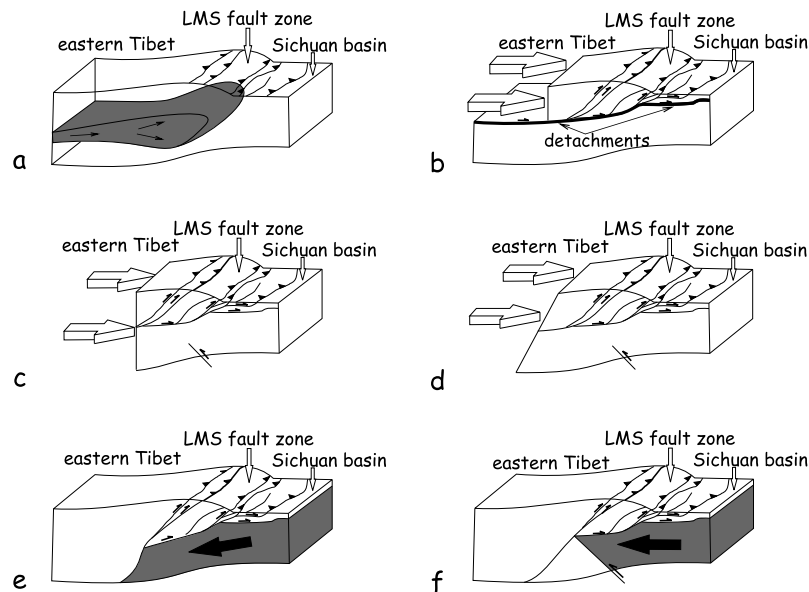 LMS fault zone
eastern Tibet
Sichuan basin
a
LMS fault zone
eastern Tibet
Sichuan basin
detachments
b
LMS fault zone
eastern Tibet
Sichuan basin
c
LMS fault zone
eastern Tibet
Sichuan basin
d
LMS fault zone
eastern Tibet
Sichuan basin
e
LMS fault zone
eastern Tibet
Sichuan basin
f